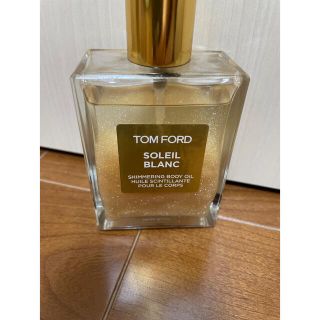 TOM FORD
SOLEIL
BLANC
SHIMMERING BODY OIL
HUILE SCINTILLANTE
POUR LE CORPS